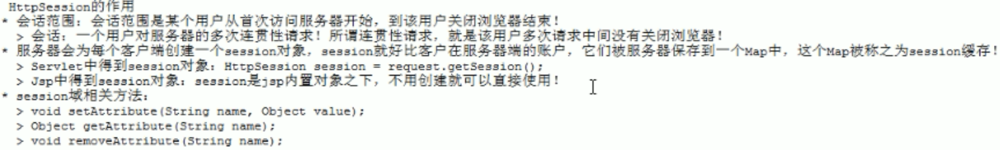 HttpSession的作用
* 会话范围：会话范围是某个用户从首次访问服务器开始，到该用户关闭浏览器结束！
> 会话：一个用户对服务器的多次连贯性请求！所谓连贯性请求，就是该用户多次请求中间没有关闭浏览器！
* 服务器会为每个客户端创建一个session对象，session就好比客户在服务器端的账户，它们被服务器保存到一个Map中，这个Map被称之为session缓存！
> Servlet中得到session对象：HttpSession session = request.getSession();
> Jsp中得到session对象：session是jsp内置对象之下，不用创建就可以直接使用！
* session域相关方法：
> void setAttribute(String name, Object value);
> Object getAttribute(String name);
> void removeAttribute(String name);